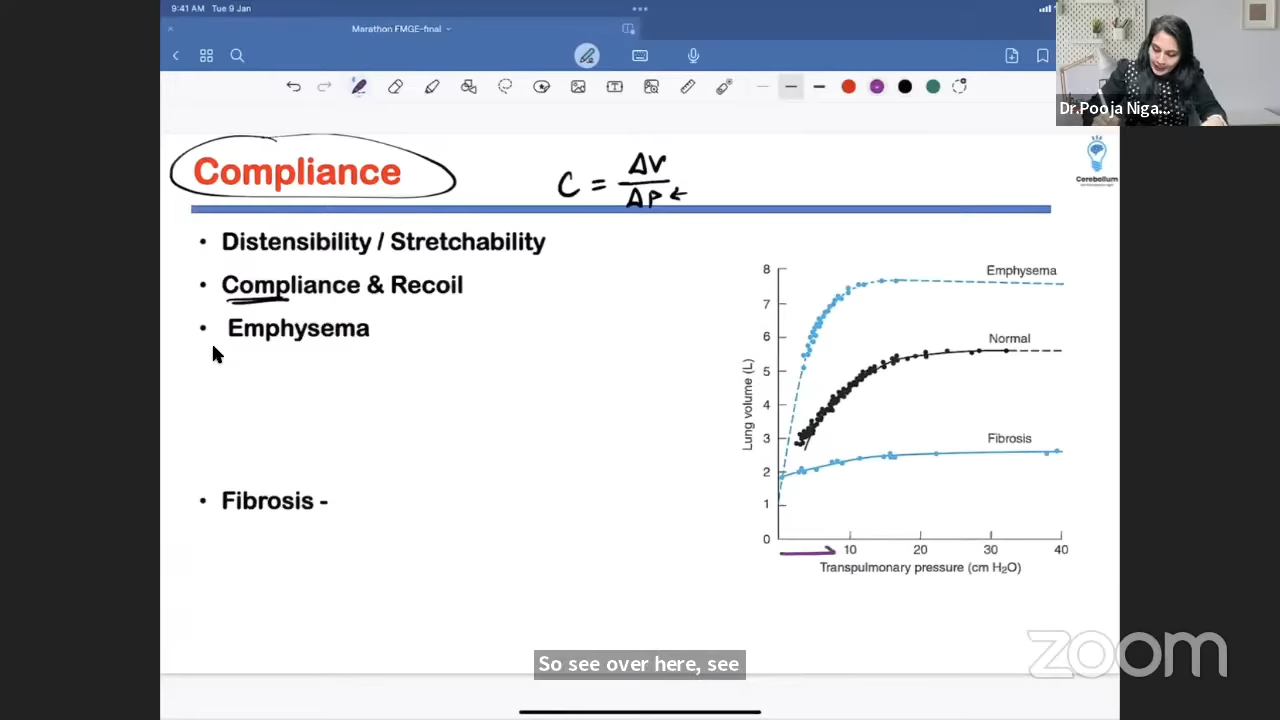 9:41 AM Tue 9 Jan
Marathon FMGE-final
Dr.Pooja Niga...
Compliance
C = ΔV
ΔP ←
Cerebellum
• Distensibility / Stretchability
• Compliance & Recoil
• Emphysema
• Fibrosis -
Emphysema
Normal
Fibrosis
Lung volume (L)
8
7
6
5
4
3
2
1
0
10
20
30
40
Transpulmonary pressure (cm H₂O)
So see over here, see
zoom